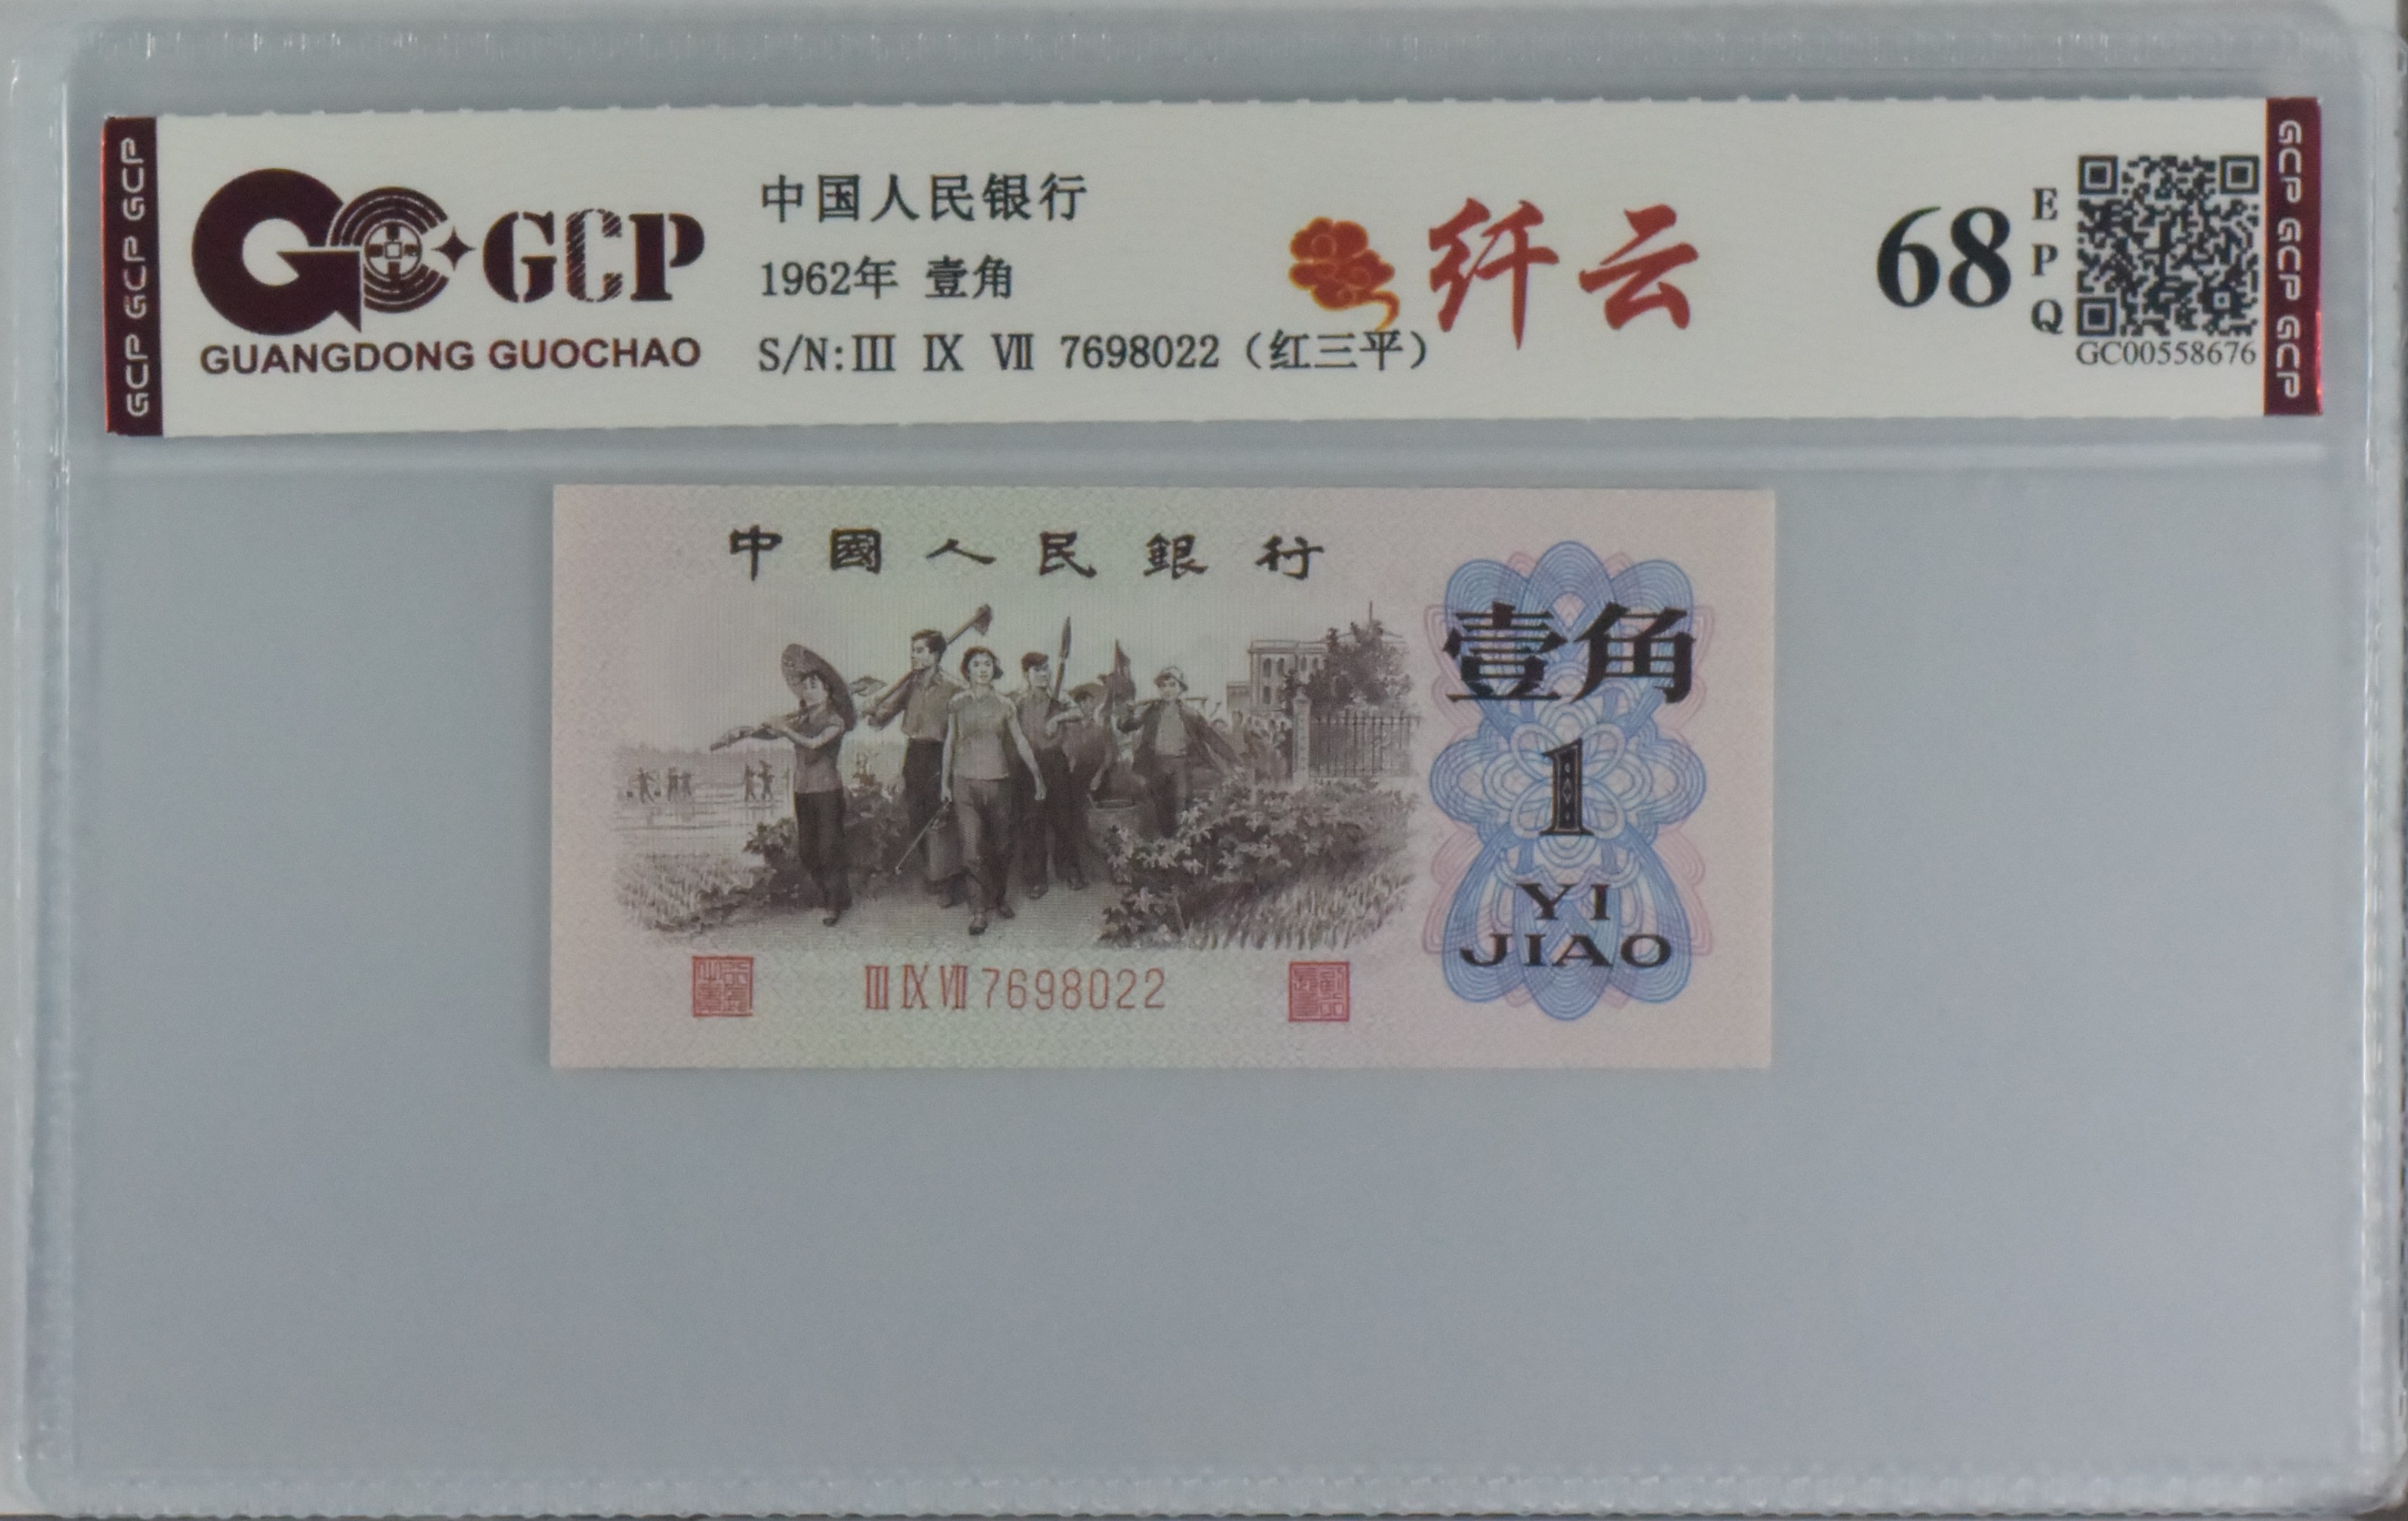 GCP GCP GCP
GCP
GUANGDONG GUOCHAO
中国人民银行
1962年 壹角
S/N:Ⅲ Ⅸ Ⅶ 7698022（红三平）
纤云
68
E
P
Q
GC00558676
GCP GCP GCP
中國人民銀行
壹角
1
YI
JIAO
Ⅲ Ⅸ Ⅶ 7698022